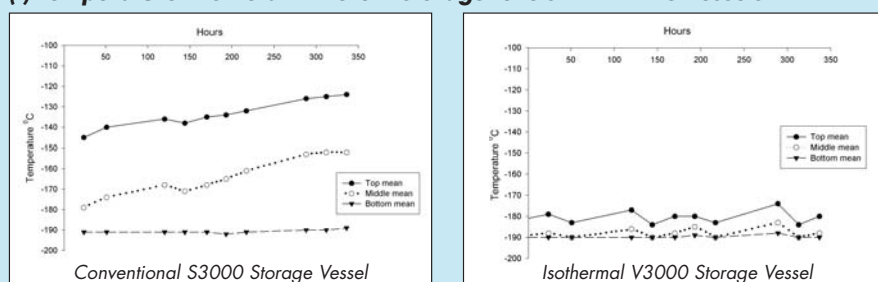 Temperature
Hours
50 100 150 200 250 300 350
-100
-110
-120
-130
-140
-150
-160
-170
-180
-190
-200
Temperature °C
Top mean
Middle mean
Bottom mean
Conventional S3000 Storage Vessel
Hours
50 100 150 200 250 300 350
-100
-110
-120
-130
-140
-150
-160
-170
-180
-190
-200
Temperature °C
Top mean
Middle mean
Bottom mean
Isothermal V3000 Storage Vessel